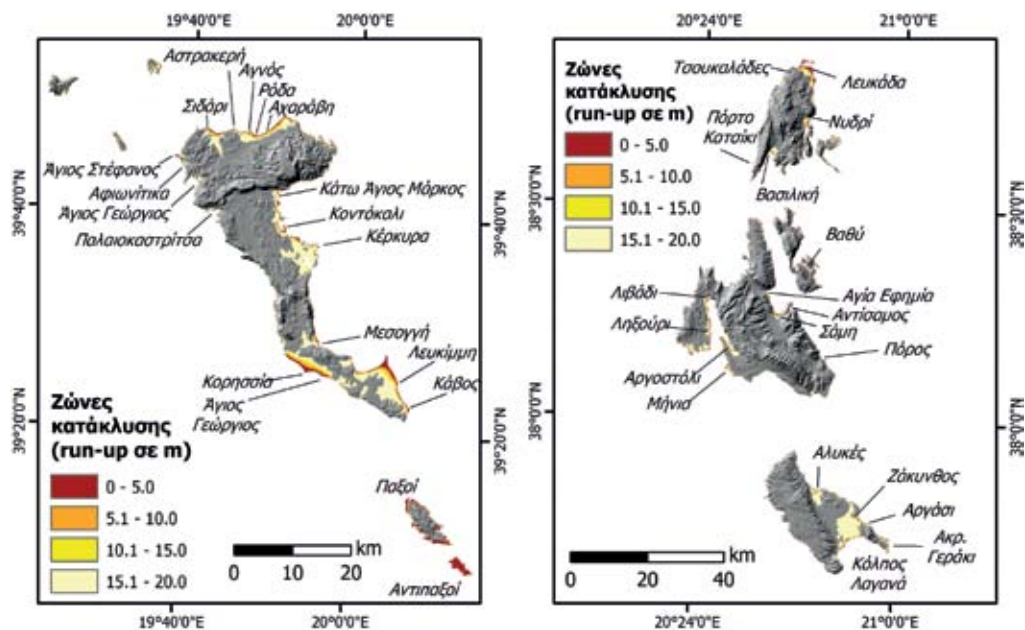 19°40'0"
20°0'0"
Αστρακερή
Αγνός
Ρόδα
Αχαράβη
Σιδάρι
Άγιος Στέφανος
Αφιωνίτικα
Άγιος Γεώργιος
Παλαιοκαστρίτσα
Κάτω Άγιος Μάρκος
Κοντόκαλι
Κέρκυρα
Μεσογγή
Λευκίμμη
Κορησσία
Κάβος
Άγιος
Γεώργιος
39°40'0"N
39°20'0"N
39°40'0"N
39°20'0"N
Ζώνες
κατάκλυσης
(run-up σε m)
0 - 5.0
5.1 - 10.0
10.1 - 15.0
15.1 - 20.0
Παξοί
Αντιπαξοί
km
0 10 20
19°40'0"
20°0'0"
20°24'0"
21°0'0"
Ζώνες
κατάκλυσης
(run-up σε m)
0 - 5.0
5.1 - 10.0
10.1 - 15.0
15.1 - 20.0
Τσουκαλάδες
Λευκάδα
Νυδρί
Πόρτο
Κατσίκι
Βασιλική
Βαθύ
Λιβάδι
Αγία Εφημία
Αντίσαμος
Σάμη
Ληξούρι
Πόρος
Αργοστόλι
Μήνια
38°30'0"N
38°0'0"N
38°30'0"N
38°0'0"N
Αλυκές
Ζάκυνθος
Αργάσι
Ακρ.
Γεράκι
Κόλπος
Λαγανά
km
0 20 40
20°24'0"
21°0'0"